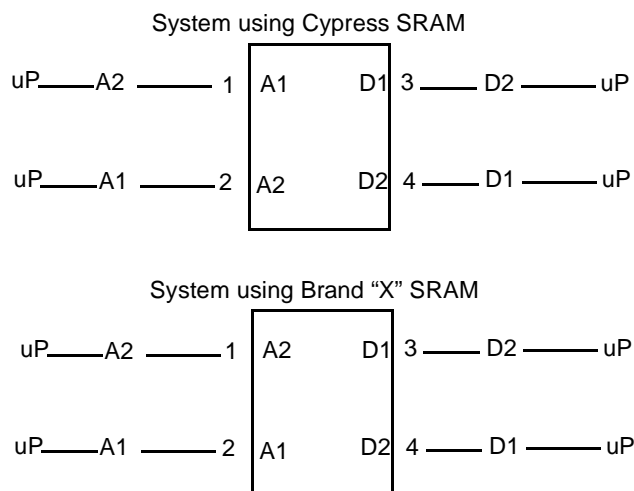 System using Cypress SRAM
uP A2 1 A1 D1 3 D2 uP
uP A1 2 A2 D2 4 D1 uP
System using Brand “X” SRAM
uP A2 1 A2 D1 3 D2 uP
uP A1 2 A1 D2 4 D1 uP